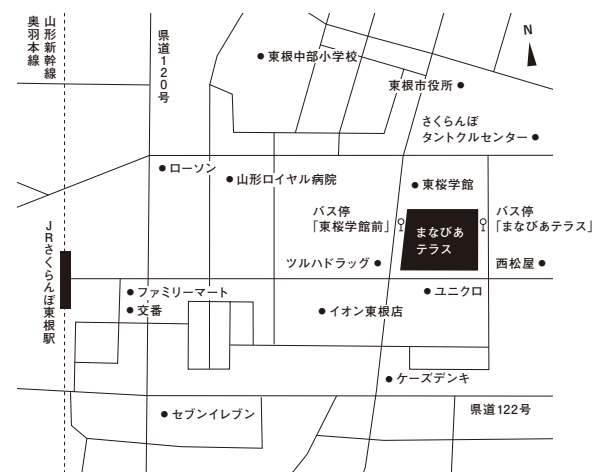 山形新幹線
奥羽本線
県道120号
N
東根中部小学校
東根市役所
さくらんぼ
タントクルセンター
ローソン
山形ロイヤル病院
東桜学館
バス停
「東桜学館前」
まなびあ
テラス
バス停
「まなびあテラス」
JRさくらんぼ東根駅
ツルハドラッグ
西松屋
ファミリーマート
交番
ユニクロ
イオン東根店
ケーズデンキ
セブンイレブン
県道122号